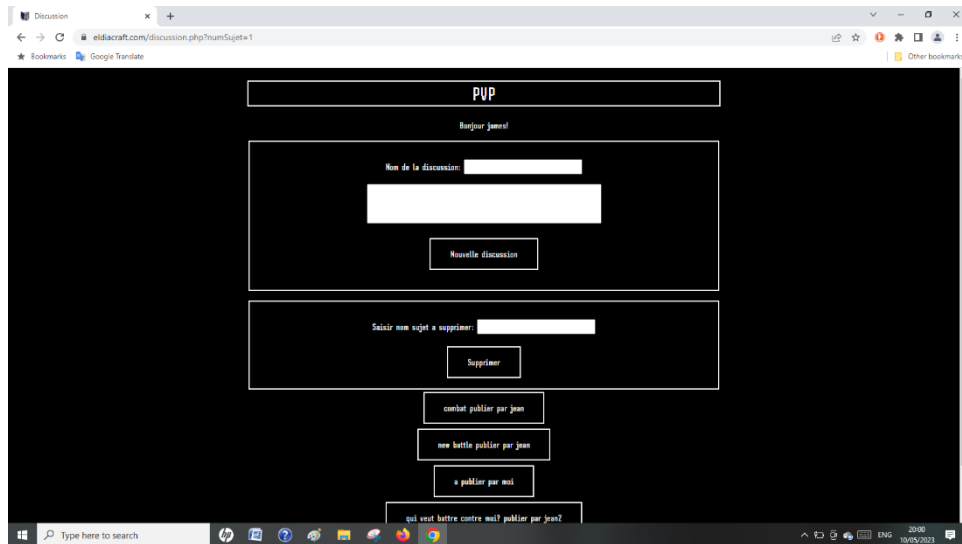 Discussion
eldiacraft.com/discussion.php?numSujet=1
Bookmarks Google Translate Other bookmarks
PVP
Bonjour james!
Nom de la discussion:
Nouvelle discussion
Saisir nom sujet a supprimer:
Supprimer
combat publier par jean
new battle publier par jean
a publier par moi
qui veut battre contre moi? publier par jean2
Type here to search
ENG
20:00
10/05/2023